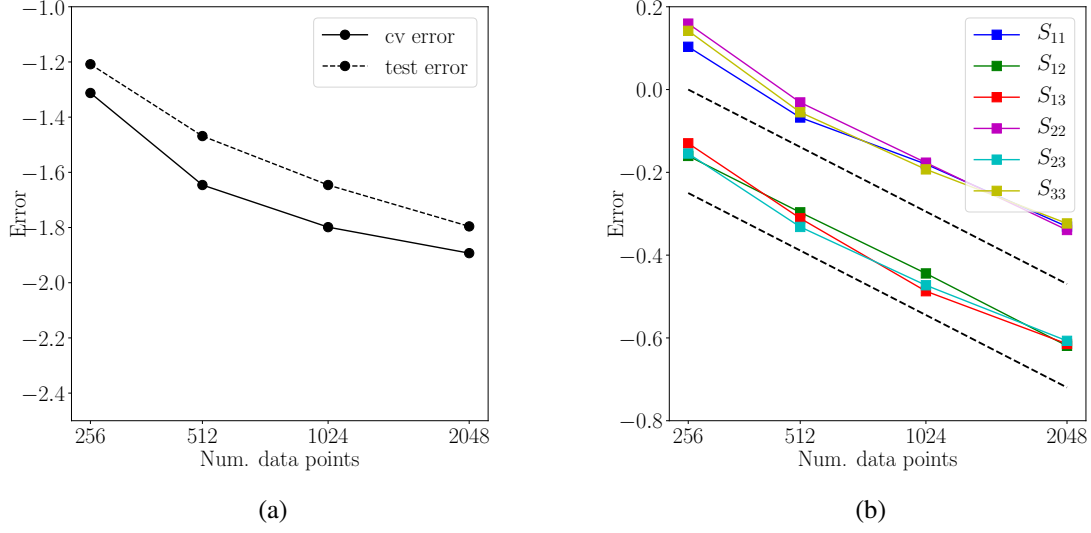 −1.0
−1.2
−1.4
−1.6
−1.8
−2.0
−2.2
−2.4
Error
256
512
1024
2048
Num. data points
cv error
test error
(a)
0.2
0.0
−0.2
−0.4
−0.6
−0.8
Error
256
512
1024
2048
Num. data points
S11
S12
S13
S22
S23
S33
(b)